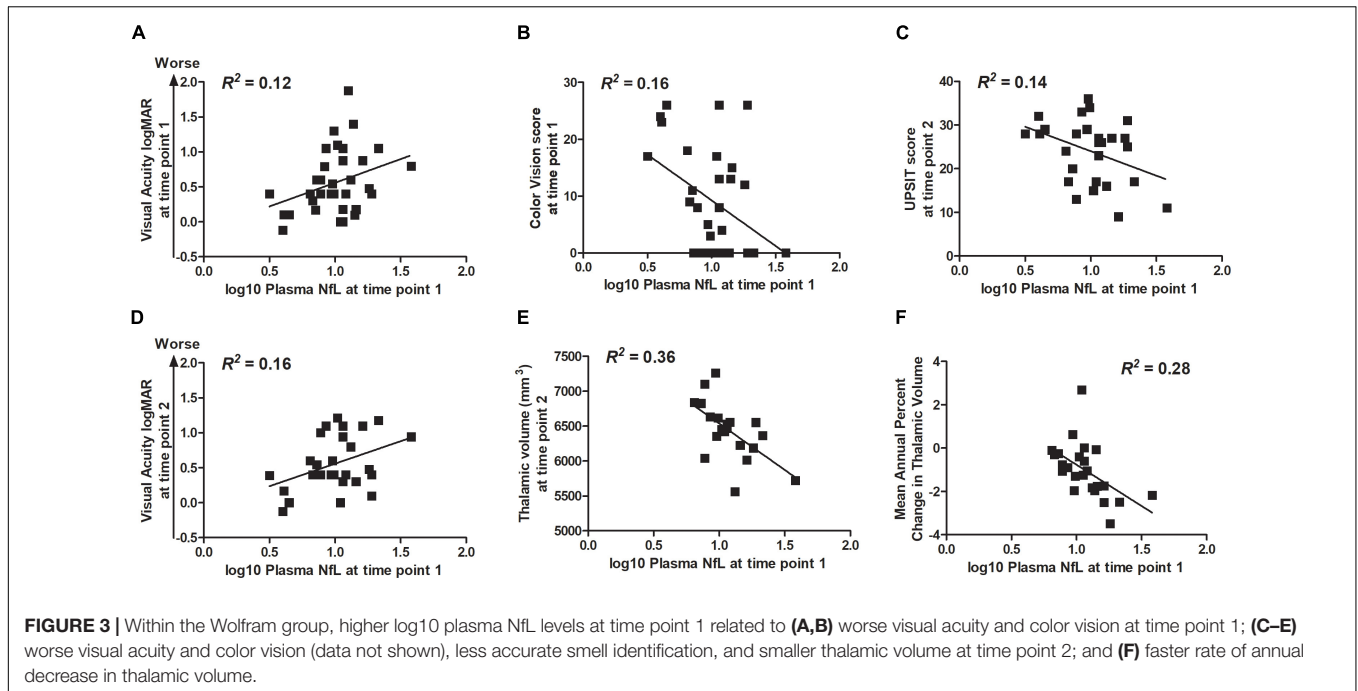 A
Worse
R² = 0.12
2.0
1.5
1.0
0.5
0.0
-0.5
Visual Acuity logMAR
at time point 1
0.0 0.5 1.0 1.5 2.0
log10 Plasma NfL at time point 1
B
R² = 0.16
30
20
10
0
Color Vision score
at time point 1
0.0 0.5 1.0 1.5 2.0
log10 Plasma NfL at time point 1
C
R² = 0.14
40
30
20
10
0
UPSIT score
at time point 2
0.0 0.5 1.0 1.5 2.0
log10 Plasma NfL at time point 1
D
Worse
R² = 0.16
2.0
1.5
1.0
0.5
0.0
-0.5
Visual Acuity logMAR
at time point 2
0.0 0.5 1.0 1.5 2.0
log10 Plasma NfL at time point 1
E
R² = 0.36
7500
7000
6500
6000
5500
5000
Thalamic volume (mm³)
at time point 2
0.0 0.5 1.0 1.5 2.0
log10 Plasma NfL at time point 1
F
R² = 0.28
4
2
0
-2
-4
Mean Annual Percent
Change in Thalamic Volume
0.0 0.5 1.0 1.5 2.0
log10 Plasma NfL at time point 1
FIGURE 3 | Within the Wolfram group, higher log10 plasma NfL levels at time point 1 related to (A,B) worse visual acuity and color vision at time point 1; (C–E)
worse visual acuity and color vision (data not shown), less accurate smell identification, and smaller thalamic volume at time point 2; and (F) faster rate of annual
decrease in thalamic volume.